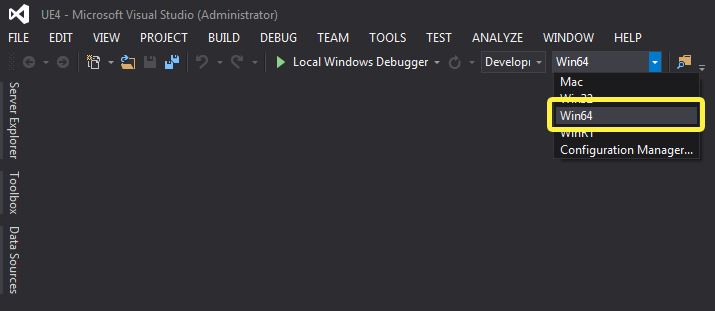 UE4 - Microsoft Visual Studio (Administrator)
FILE EDIT VIEW PROJECT BUILD DEBUG TEAM TOOLS TEST ANALYZE WINDOW HELP
Local Windows Debugger Developr Win64
Mac
Win32
Win64
WinRT
Configuration Manager...
Server Explorer
Toolbox
Data Sources